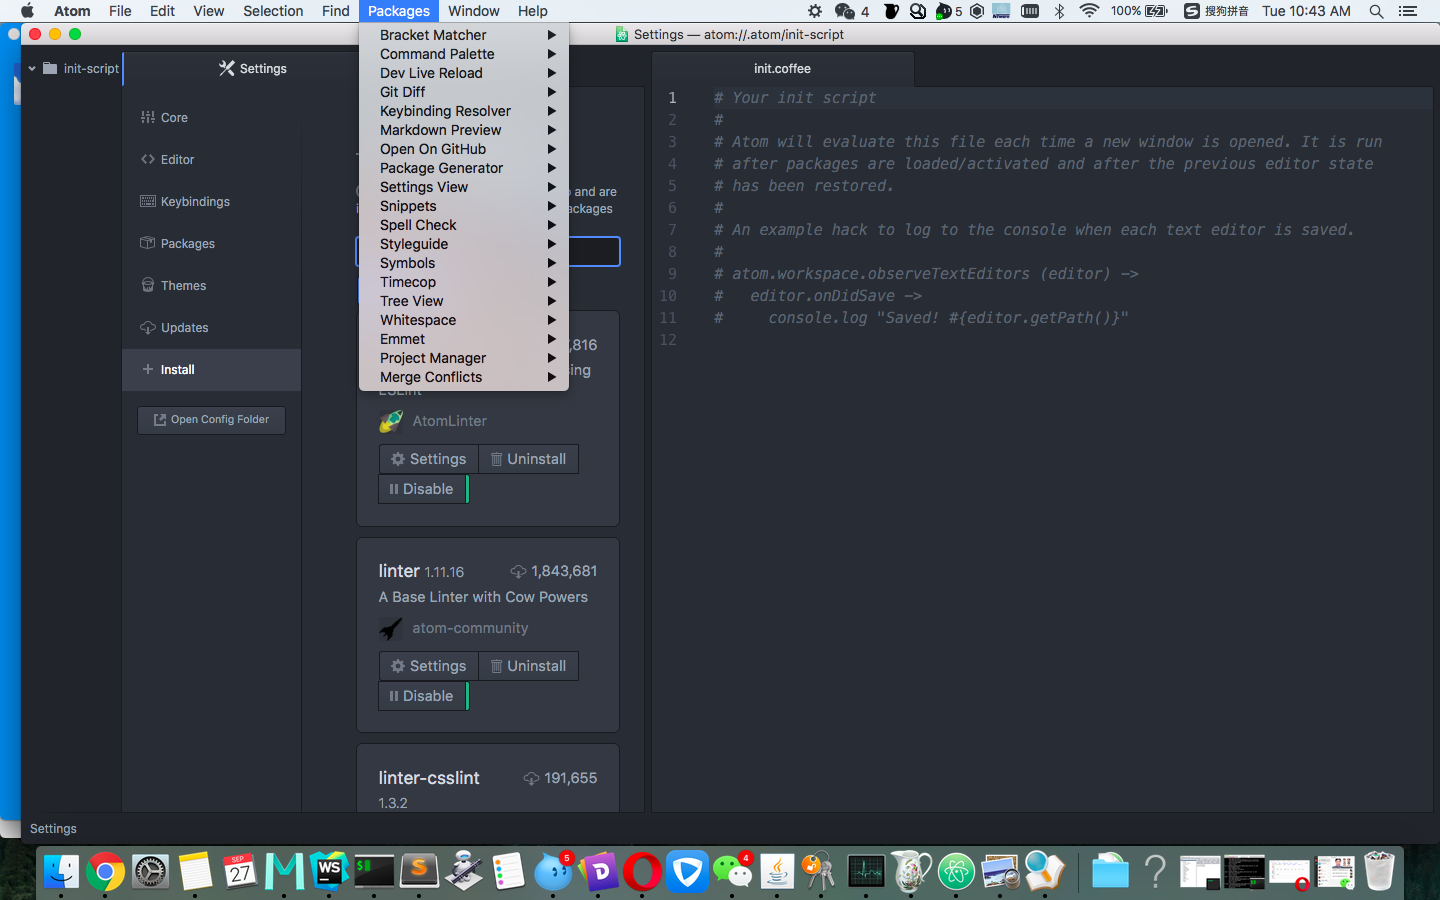 Atom File Edit View Selection Find Packages Window Help
4 5 100% 搜狗拼音 Tue 10:43 AM
Settings — atom://.atom/init-script
init-script
Settings
init.coffee
Core
Editor
Keybindings
Packages
Themes
Updates
Install
Open Config Folder
Bracket Matcher
Command Palette
Dev Live Reload
Git Diff
Keybinding Resolver
Markdown Preview
Open On GitHub
Package Generator
Settings View
Snippets
Spell Check
Styleguide
Symbols
Timecop
Tree View
Whitespace
Emmet
Project Manager
Merge Conflicts
and are
,816
AtomLinter
Settings Uninstall
Disable
linter 1.11.16 1,843,681
A Base Linter with Cow Powers
atom-community
Settings Uninstall
Disable
linter-csslint 191,655
1.3.2
1 # Your init script
2 #
3 # Atom will evaluate this file each time a new window is opened. It is run
4 # after packages are loaded/activated and after the previous editor state
5 # has been restored.
6 #
7 # An example hack to log to the console when each text editor is saved.
8 #
9 # atom.workspace.observeTextEditors (editor) ->
10 #   editor.onDidSave ->
11 #     console.log "Saved! #{editor.getPath()}"
12
Settings
SEP
27
WS
5
4